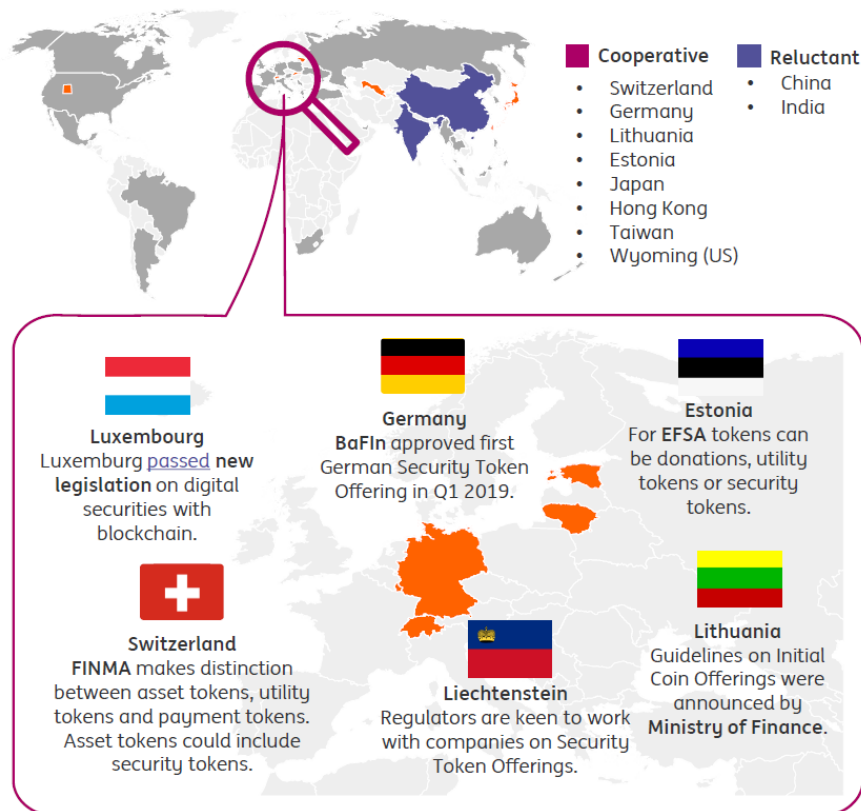 Cooperative
• Switzerland
• Germany
• Lithuania
• Estonia
• Japan
• Hong Kong
• Taiwan
• Wyoming (US)
Reluctant
• China
• India
Luxembourg
Luxemburg passed new
legislation on digital
securities with
blockchain.
Germany
BaFIn approved first
German Security Token
Offering in Q1 2019.
Estonia
For EFSA tokens can
be donations, utility
tokens or security
tokens.
Switzerland
FINMA makes distinction
between asset tokens, utility
tokens and payment tokens.
Asset tokens could include
security tokens.
Liechtenstein
Regulators are keen to work
with companies on Security
Token Offerings.
Lithuania
Guidelines on Initial
Coin Offerings were
announced by
Ministry of Finance.